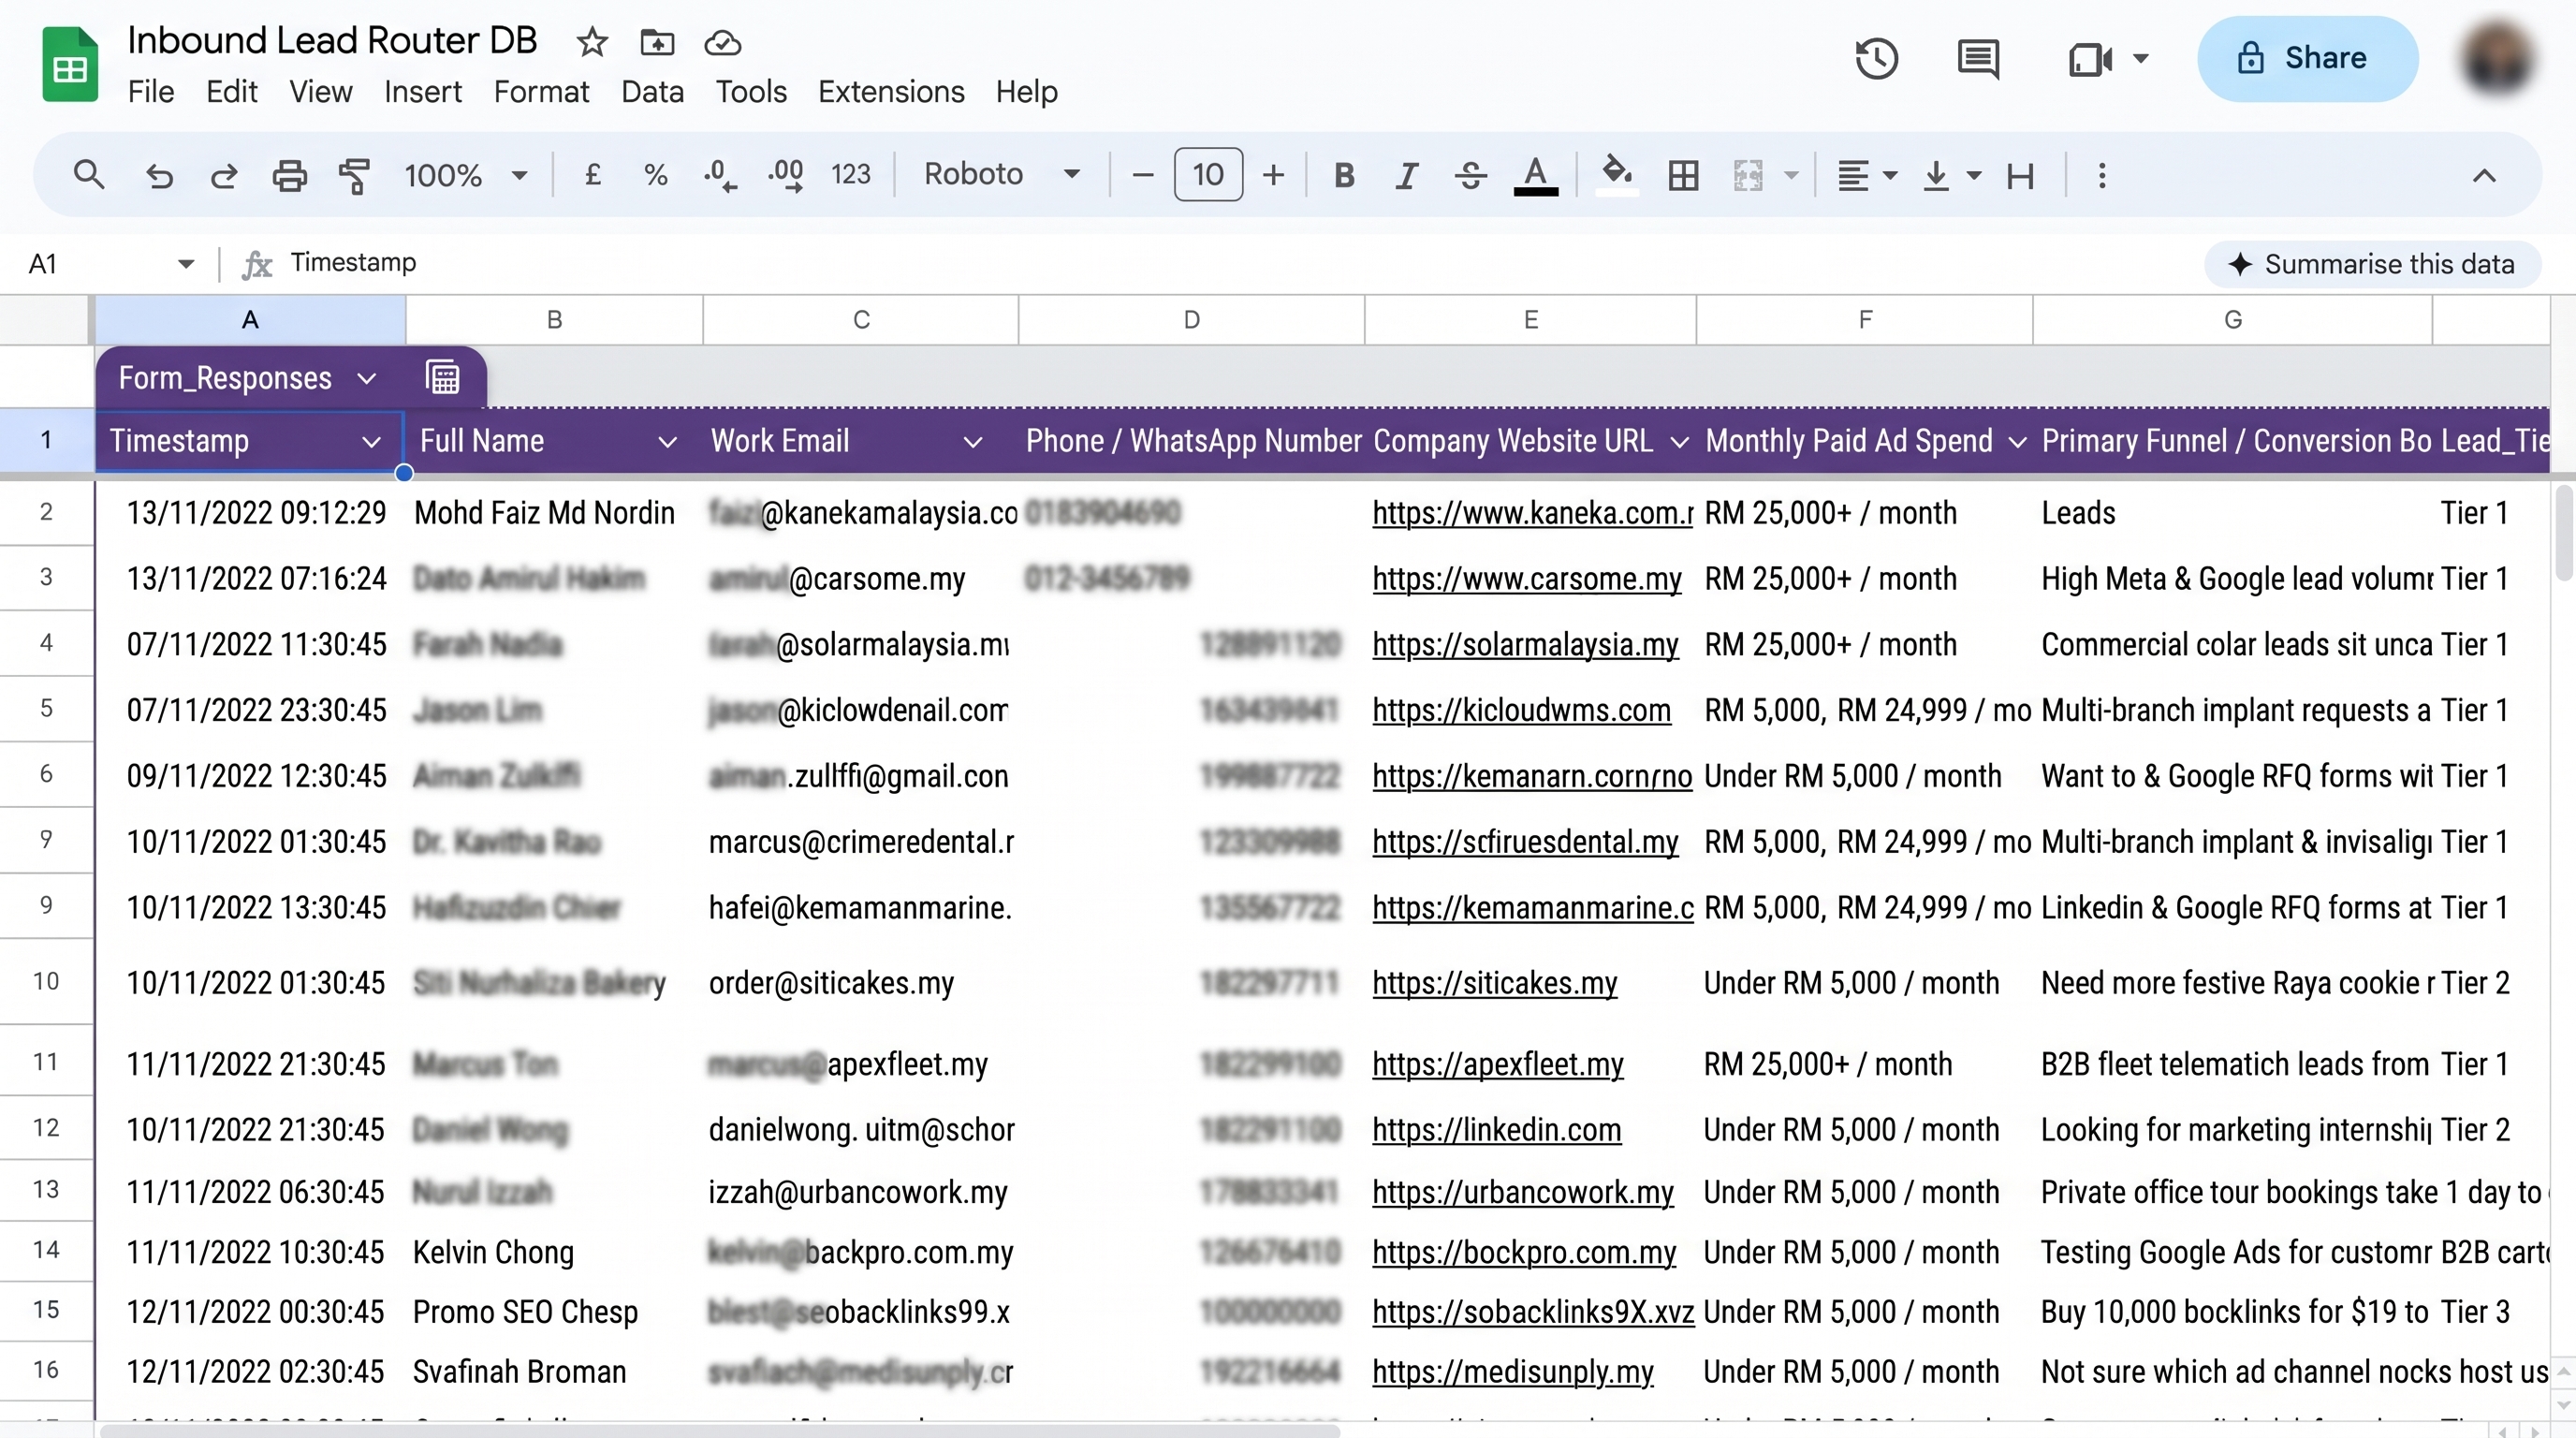 Inbound Lead Router DB
File Edit View Insert Format Data Tools Extensions Help
Share
100% £ % .0 .00 123 Roboto 10 B I S A H
A1 fx Timestamp
Summarise this data
A B C D E F G
Form_Responses
1 Timestamp Full Name Work Email Phone / WhatsApp Number Company Website URL Monthly Paid Ad Spend Primary Funnel / Conversion Bo Lead_Tie
2 13/11/2022 09:12:29 Mohd Faiz Md Nordin @kanekamalaysia.co https://www.kaneka.com.r RM 25,000+ / month Leads Tier 1
3 13/11/2022 07:16:24 @carsome.my https://www.carsome.my RM 25,000+ / month High Meta & Google lead volum Tier 1
4 07/11/2022 11:30:45 @solarmalaysia.m https://solarmalaysia.my RM 25,000+ / month Commercial colar leads sit unca Tier 1
5 07/11/2022 23:30:45 @kiclowdenail.com https://kicloudwms.com RM 5,000, RM 24,999 / mo Multi-branch implant requests a Tier 1
6 09/11/2022 12:30:45 .zullffi@gmail.con Under RM 5,000 / month Want to & Google RFQ forms wit Tier 1
9 10/11/2022 01:30:45 marcus@crimeredental.r RM 5,000, RM 24,999 / mo Multi-branch implant & invisalig Tier 1
9 10/11/2022 13:30:45 hafei@kemamanmarine. https://kemamanmarine.c RM 5,000, RM 24,999 / mo Linkedin & Google RFQ forms at Tier 1
10 10/11/2022 01:30:45 order@siticakes.my https://siticakes.my Under RM 5,000 / month Need more festive Raya cookie r Tier 2
11 11/11/2022 21:30:45 apexfleet.my https://apexfleet.my RM 25,000+ / month B2B fleet telematich leads from Tier 1
12 10/11/2022 21:30:45 danielwong. uitm@schor https://linkedin.com Under RM 5,000 / month Looking for marketing internshi Tier 2
13 11/11/2022 06:30:45 izzah@urbancowork.my https://urbancowork.my Under RM 5,000 / month Private office tour bookings take 1 day to
14 11/11/2022 10:30:45 Kelvin Chong backpro.com.my https://bockpro.com.my Under RM 5,000 / month Testing Google Ads for customr B2B cart
15 12/11/2022 00:30:45 Promo SEO Chesp obacklinks99.x https://sobacklinks9X.xvz Under RM 5,000 / month Buy 10,000 bocklinks for $19 to Tier 3
16 12/11/2022 02:30:45 Svafinah Broman https://medisunply.my Under RM 5,000 / month Not sure which ad channel nocks host us